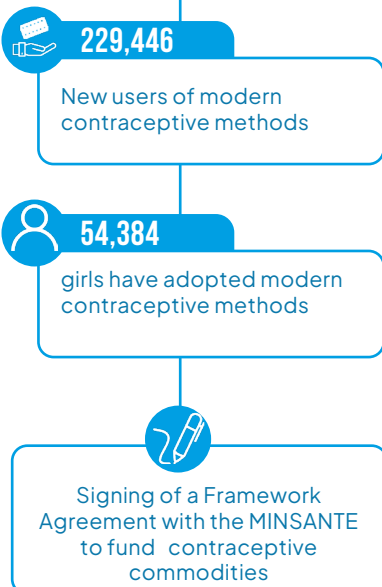 229,446
New users of modern
contraceptive methods
54,384
girls have adopted modern
contraceptive methods
Signing of a Framework
Agreement with the MINSANTE
to fund contraceptive
commodities